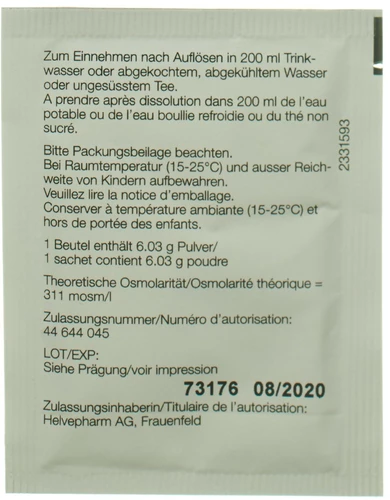 Zum Einnehmen nach Auflösen in 200 ml Trink-
wasser oder abgekochtem, abgekühltem Wasser
oder ungesüsstem Tee.
A prendre après dissolution dans 200 ml de l'eau
potable ou de l'eau bouillie refroidie ou du thé non
sucré.
Bitte Packungsbeilage beachten.
Bei Raumtemperatur (15-25°C) und ausser Reich-
weite von Kindern aufbewahren.
Veuillez lire la notice d'emballage.
Conserver à température ambiante (15-25°C) et
hors de portée des enfants.
1 Beutel enthält 6.03 g Pulver/
1 sachet contient 6.03 g poudre
Theoretische Osmolarität/Osmolarité théorique =
311 mosm/l
Zulassungsnummer/Numéro d'autorisation:
44 644 045
LOT/EXP:
Siehe Prägung/voir impression
73176 08/2020
Zulassungsinhaberin/Titulaire de l'autorisation:
Helvepharm AG, Frauenfeld
2331593